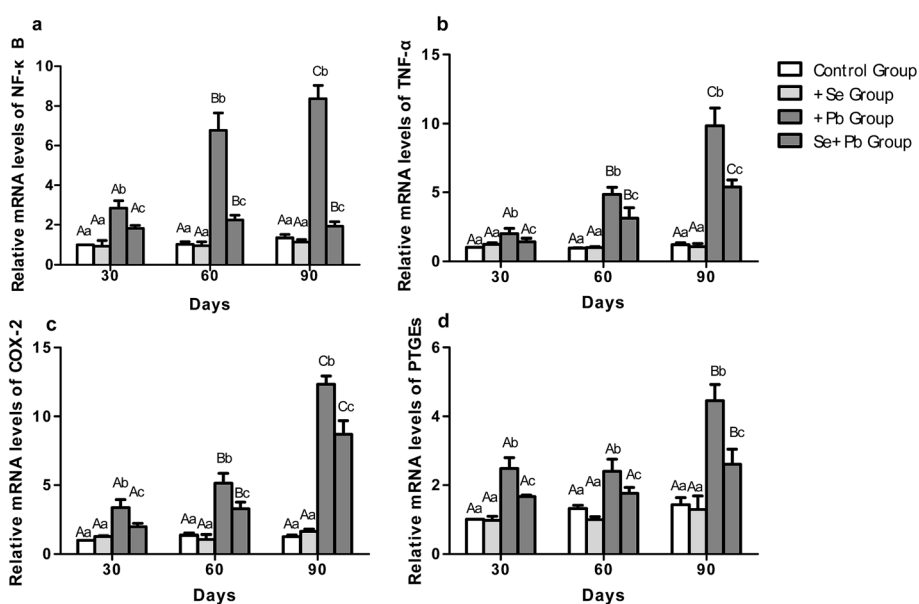 a
Relative mRNA levels of NF-κ B
10
8
6
4
2
0
Aa Aa Ab Ac
Aa Aa Bb Bc
Aa Aa Cb Bc
30 60 90
Days
b
Relative mRNA levels of TNF-α
15
10
5
0
Aa Aa Ab Ac
Aa Aa Bb Bc
Aa Aa Cb Cc
30 60 90
Days
Control Group
+Se Group
+Pb Group
Se+Pb Group
c
Relative mRNA levels of COX-2
15
10
5
0
Aa Aa Ab Ac
Aa Aa Bb Bc
Aa Aa Cb Cc
30 60 90
Days
d
Relative mRNA levels of PTGEs
6
4
2
0
Aa Aa Ab Ac
Aa Aa Ab Ac
Aa Aa Bb Bc
30 60 90
Days